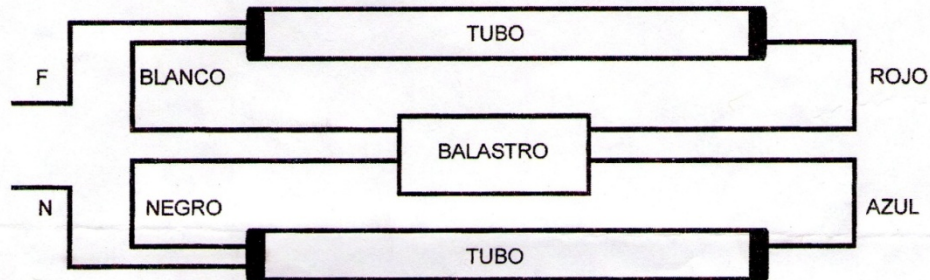 TUBO
F
BLANCO
ROJO
BALASTRO
N
NEGRO
AZUL
TUBO